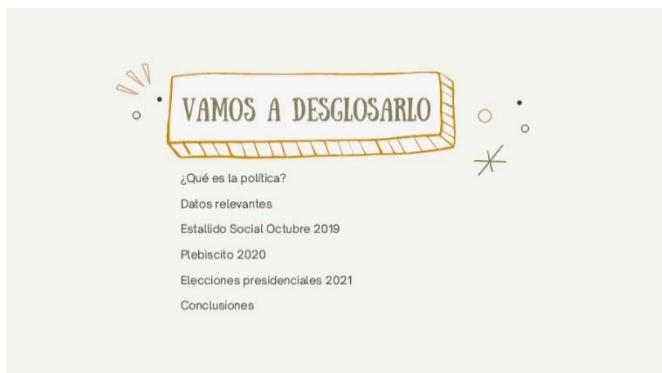 VAMOS A DESGLOSARLO
¿Qué es la política?
Datos relevantes
Estallido Social Octubre 2019
Plebiscito 2020
Elecciones presidenciales 2021
Conclusiones